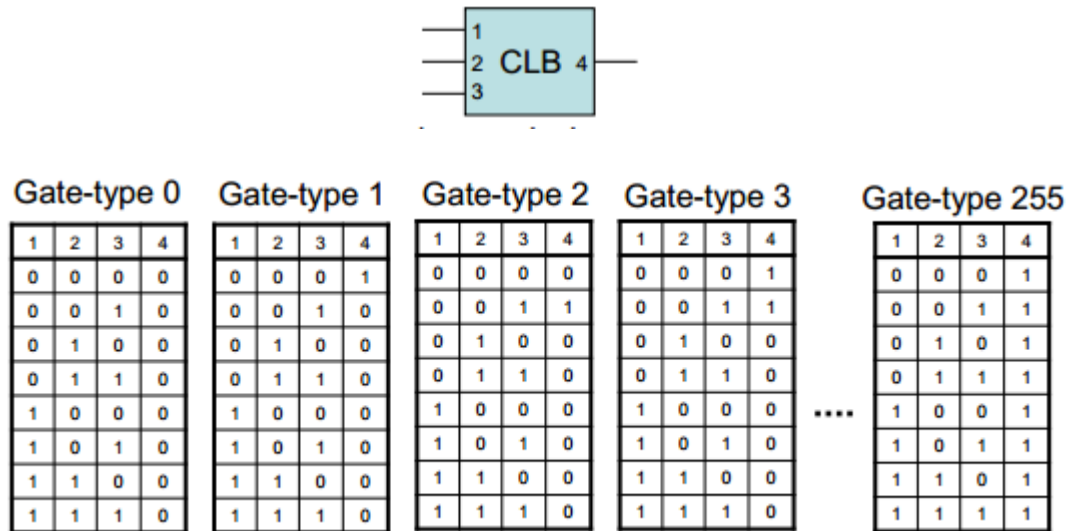 1
2 CLB 4
3
Gate-type 0 Gate-type 1 Gate-type 2 Gate-type 3 Gate-type 255
1 2 3 4 1 2 3 4 1 2 3 4 1 2 3 4 1 2 3 4
0 0 0 0 0 0 0 1 0 0 0 0 0 0 0 1 0 0 0 1
0 0 1 0 0 0 1 0 0 0 1 1 0 0 1 1 0 0 1 1
0 1 0 0 0 1 0 0 0 1 0 0 0 1 0 0 0 1 0 1
0 1 1 0 0 1 1 0 0 1 1 0 0 1 1 0 0 1 1 1
1 0 0 0 1 0 0 0 1 0 0 0 1 0 0 0 .... 1 0 0 1
1 0 1 0 1 0 1 0 1 0 1 0 1 0 1 0 1 0 1 1
1 1 0 0 1 1 0 0 1 1 0 0 1 1 0 0 1 1 0 1
1 1 1 0 1 1 1 0 1 1 1 0 1 1 1 0 1 1 1 1